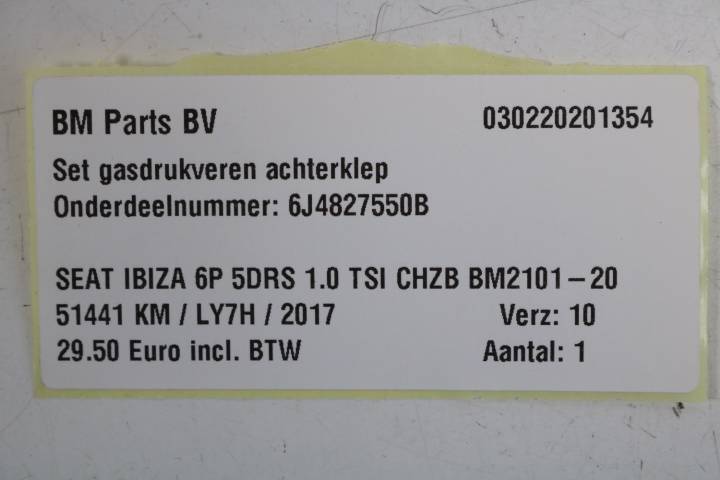 BM Parts BV 030220201354
Set gasdrukveren achterklep
Onderdeelnummer: 6J4827550B
SEAT IBIZA 6P 5DRS 1.0 TSI CHZB BM2101-20
51441 KM / LY7H / 2017 Verz: 10
29.50 Euro incl. BTW Aantal: 1